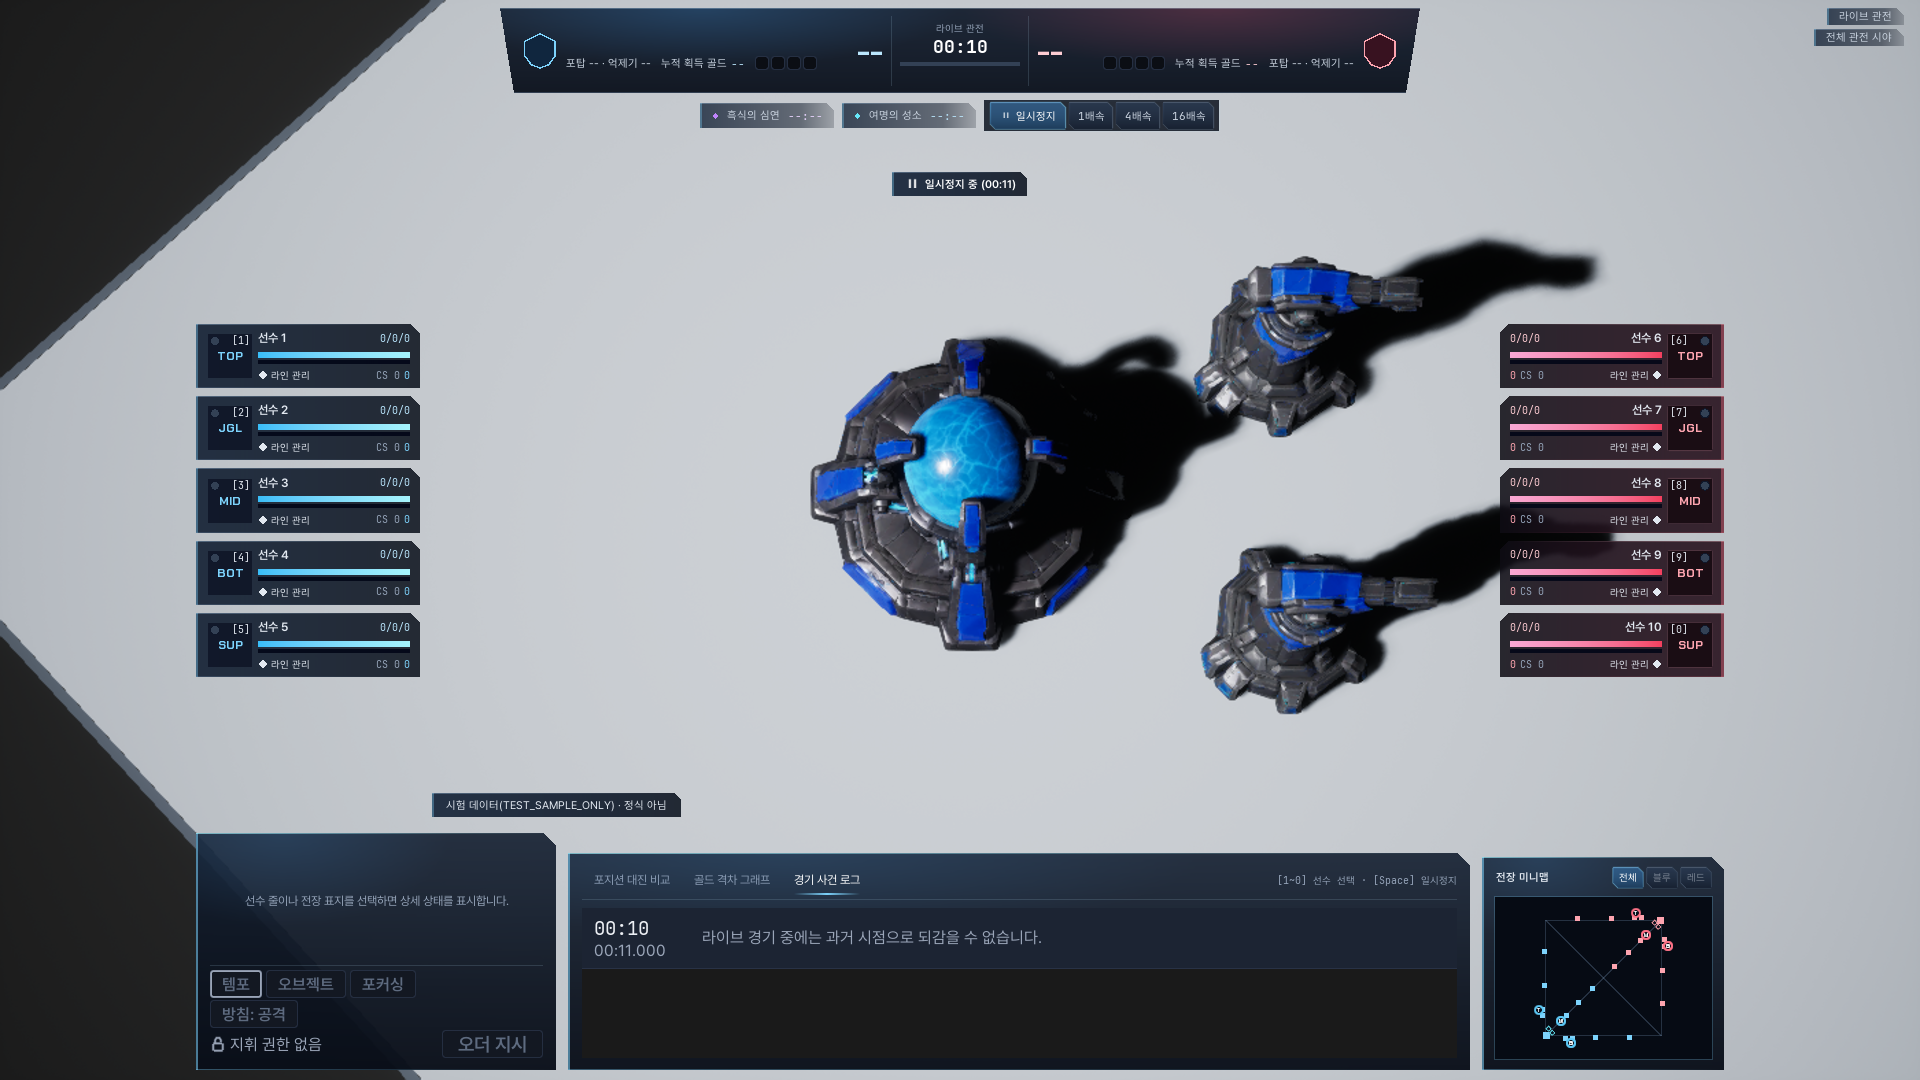 라이브 관전
전체 관전 시야
라이브 관전
00:10
포탑 -- · 억제기 -- 누적 획득 골드 -- --
-- 누적 획득 골드 -- 포탑 -- · 억제기 --
흑식의 심연 --:--
여명의 성소 --:--
일시정지 1배속 4배속 16배속
일시정지 중 (00:11)
[1] 선수 1 0/0/0
TOP
라인 관리 CS 0 0
[2] 선수 2 0/0/0
JGL
라인 관리 CS 0 0
[3] 선수 3 0/0/0
MID
라인 관리 CS 0 0
[4] 선수 4 0/0/0
BOT
라인 관리 CS 0 0
[5] 선수 5 0/0/0
SUP
라인 관리 CS 0 0
0/0/0 선수 6 [6]
TOP
0 CS 0 라인 관리
0/0/0 선수 7 [7]
JGL
0 CS 0 라인 관리
0/0/0 선수 8 [8]
MID
0 CS 0 라인 관리
0/0/0 선수 9 [9]
BOT
0 CS 0 라인 관리
0/0/0 선수 10 [0]
SUP
0 CS 0 라인 관리
시험 데이터(TEST_SAMPLE_ONLY) · 정식 아님
선수 줄이나 전장 표지를 선택하면 상세 상태를 표시합니다.
템포 오브젝트 포커싱
방침: 공격
지휘 권한 없음 오더 지시
포지션 대진 비교 골드 격차 그래프 경기 사건 로그 [1~0] 선수 선택 · [Space] 일시정지
00:10
00:11.000
라이브 경기 중에는 과거 시점으로 되감을 수 없습니다.
전장 미니맵 전체 블루 레드